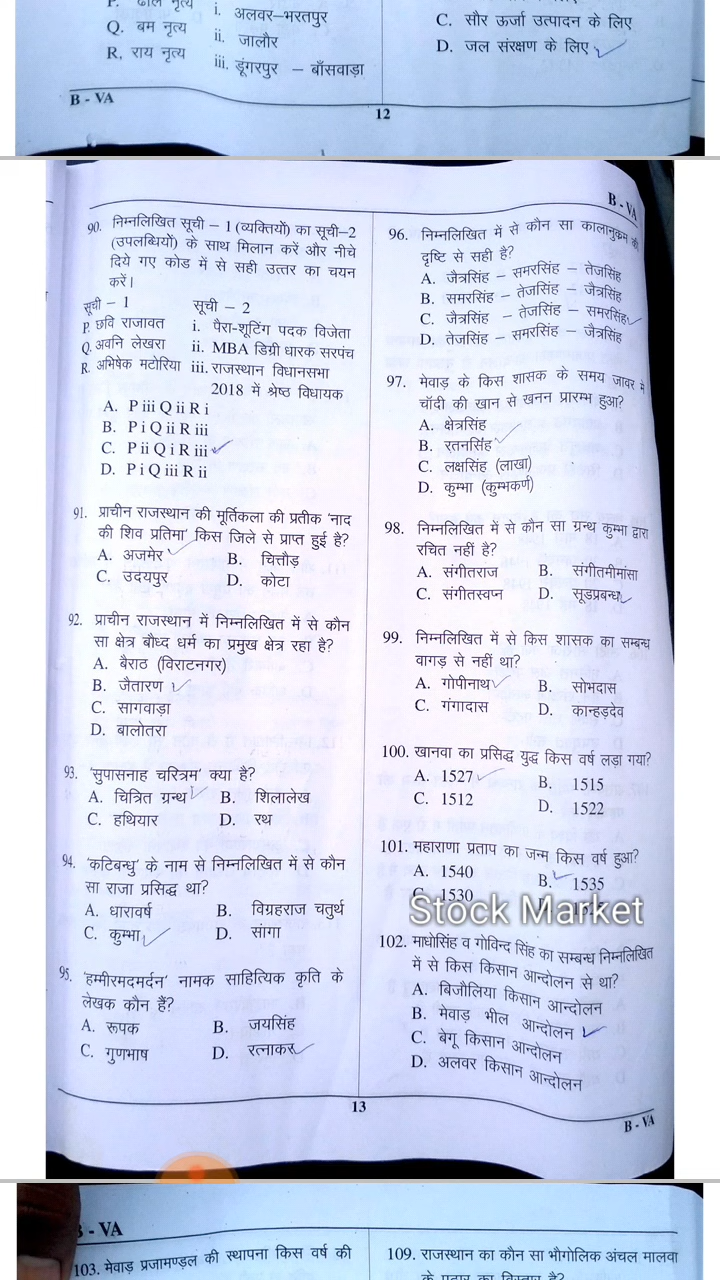 P. ढोल नृत्य i. अलवर–भरतपुर
Q. बम नृत्य ii. जालौर
R. राय नृत्य iii. डूंगरपुर – बाँसवाड़ा
B - VA
C. सौर ऊर्जा उत्पादन के लिए
D. जल संरक्षण के लिए
12
B - VA
90. निम्नलिखित सूची – 1 (व्यक्तियों) का सूची–2
(उपलब्धियों) के साथ मिलान करें और नीचे
दिये गए कोड में से सही उत्तर का चयन
करें।
सूची – 1 सूची – 2
P. छवि राजावत i. पैरा-शूटिंग पदक विजेता
Q. अवनि लेखरा ii. MBA डिग्री धारक सरपंच
R. अभिषेक मटोरिया iii. राजस्थान विधानसभा
2018 में श्रेष्ठ विधायक
A. P iii Q ii R i
B. P i Q ii R iii
C. P ii Q i R iii
D. P i Q iii R ii
91. प्राचीन राजस्थान की मूर्तिकला की प्रतीक 'नाद
की शिव प्रतिमा' किस जिले से प्राप्त हुई है?
A. अजमेर B. चित्तौड़
C. उदयपुर D. कोटा
92. प्राचीन राजस्थान में निम्नलिखित में से कौन
सा क्षेत्र बौध्द धर्म का प्रमुख क्षेत्र रहा है?
A. बैराठ (विराटनगर)
B. जैतारण
C. सागवाड़ा
D. बालोतरा
93. 'सुपासनाह चरित्रम' क्या है?
A. चित्रित ग्रन्थ B. शिलालेख
C. हथियार D. रथ
94. 'कटिबन्धु' के नाम से निम्नलिखित में से कौन
सा राजा प्रसिद्ध था?
A. धारावर्ष B. विग्रहराज चतुर्थ
C. कुम्भा D. सांगा
95. 'हम्मीरमदमर्दन' नामक साहित्यिक कृति के
लेखक कौन हैं?
A. रूपक B. जयसिंह
C. गुणभाष D. रत्नाकर
96. निम्नलिखित में से कौन सा कालानुक्रम की
दृष्टि से सही है?
A. जैत्रसिंह – समरसिंह – तेजसिंह
B. समरसिंह – तेजसिंह – जैत्रसिंह
C. जैत्रसिंह – तेजसिंह – समरसिंह
D. तेजसिंह – समरसिंह – जैत्रसिंह
97. मेवाड़ के किस शासक के समय जावर में
चाँदी की खान से खनन प्रारम्भ हुआ?
A. क्षेत्रसिंह
B. रतनसिंह
C. लक्षसिंह (लाखा)
D. कुम्भा (कुम्भकर्ण)
98. निम्नलिखित में से कौन सा ग्रन्थ कुम्भा द्वारा
रचित नहीं है?
A. संगीतराज B. संगीतमीमांसा
C. संगीतस्वप्न D. सूडप्रबन्ध
99. निम्नलिखित में से किस शासक का सम्बन्ध
वागड़ से नहीं था?
A. गोपीनाथ B. सोभदास
C. गंगादास D. कान्हड़देव
100. खानवा का प्रसिद्ध युद्ध किस वर्ष लड़ा गया?
A. 1527 B. 1515
C. 1512 D. 1522
101. महाराणा प्रताप का जन्म किस वर्ष हुआ?
A. 1540 B. 1535
C. 1530
Stock Market
102. माधोसिंह व गोविन्द सिंह का सम्बन्ध निम्नलिखित
में से किस किसान आन्दोलन से था?
A. बिजौलिया किसान आन्दोलन
B. मेवाड़ भील आन्दोलन
C. बेगू किसान आन्दोलन
D. अलवर किसान आन्दोलन
13
B - VA
B - VA
103. मेवाड़ प्रजामण्डल की स्थापना किस वर्ष की
109. राजस्थान का कौन सा भौगोलिक अंचल मालवा